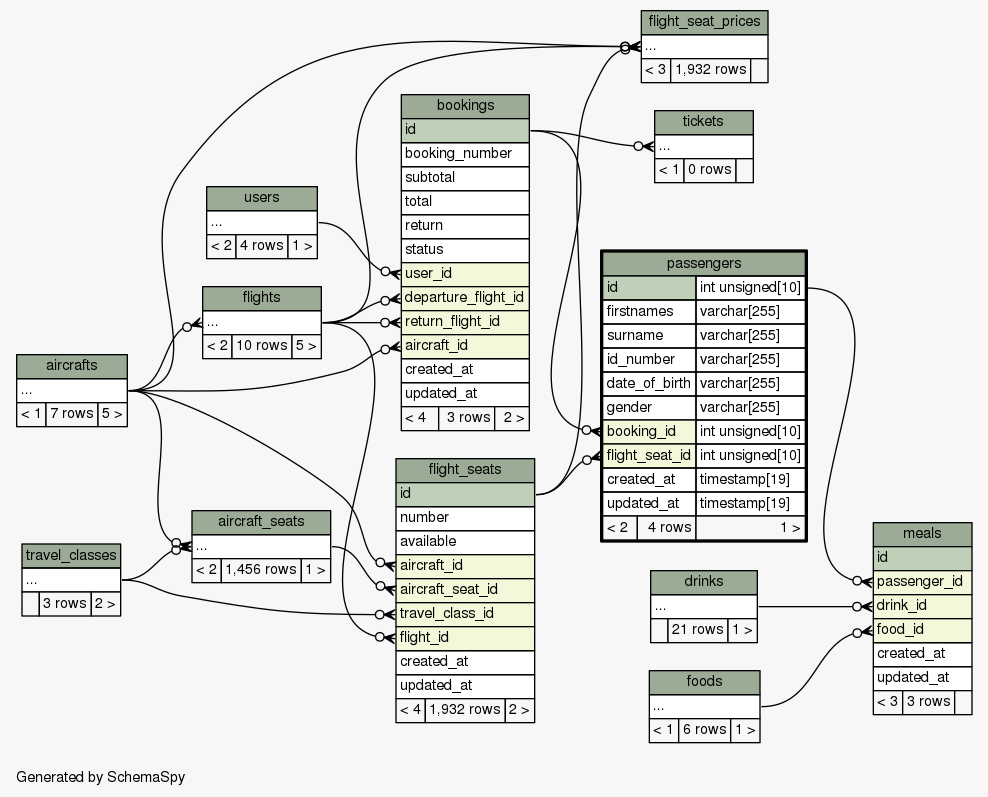 flight_seat_prices
...
< 3 1,932 rows
bookings
id
booking_number
subtotal
total
return
status
user_id
departure_flight_id
return_flight_id
aircraft_id
created_at
updated_at
< 4 3 rows 2 >
tickets
...
< 1 0 rows
users
...
< 2 4 rows 1 >
passengers
id int unsigned[10]
firstnames varchar[255]
surname varchar[255]
id_number varchar[255]
date_of_birth varchar[255]
gender varchar[255]
booking_id int unsigned[10]
flight_seat_id int unsigned[10]
created_at timestamp[19]
updated_at timestamp[19]
< 2 4 rows 1 >
flights
...
< 2 10 rows 5 >
aircrafts
...
< 1 7 rows 5 >
flight_seats
id
number
available
aircraft_id
aircraft_seat_id
travel_class_id
flight_id
created_at
updated_at
< 4 1,932 rows 2 >
aircraft_seats
...
< 2 1,456 rows 1 >
travel_classes
...
3 rows 2 >
meals
id
passenger_id
drink_id
food_id
created_at
updated_at
< 3 3 rows
drinks
...
21 rows 1 >
foods
...
< 1 6 rows 1 >
Generated by SchemaSpy